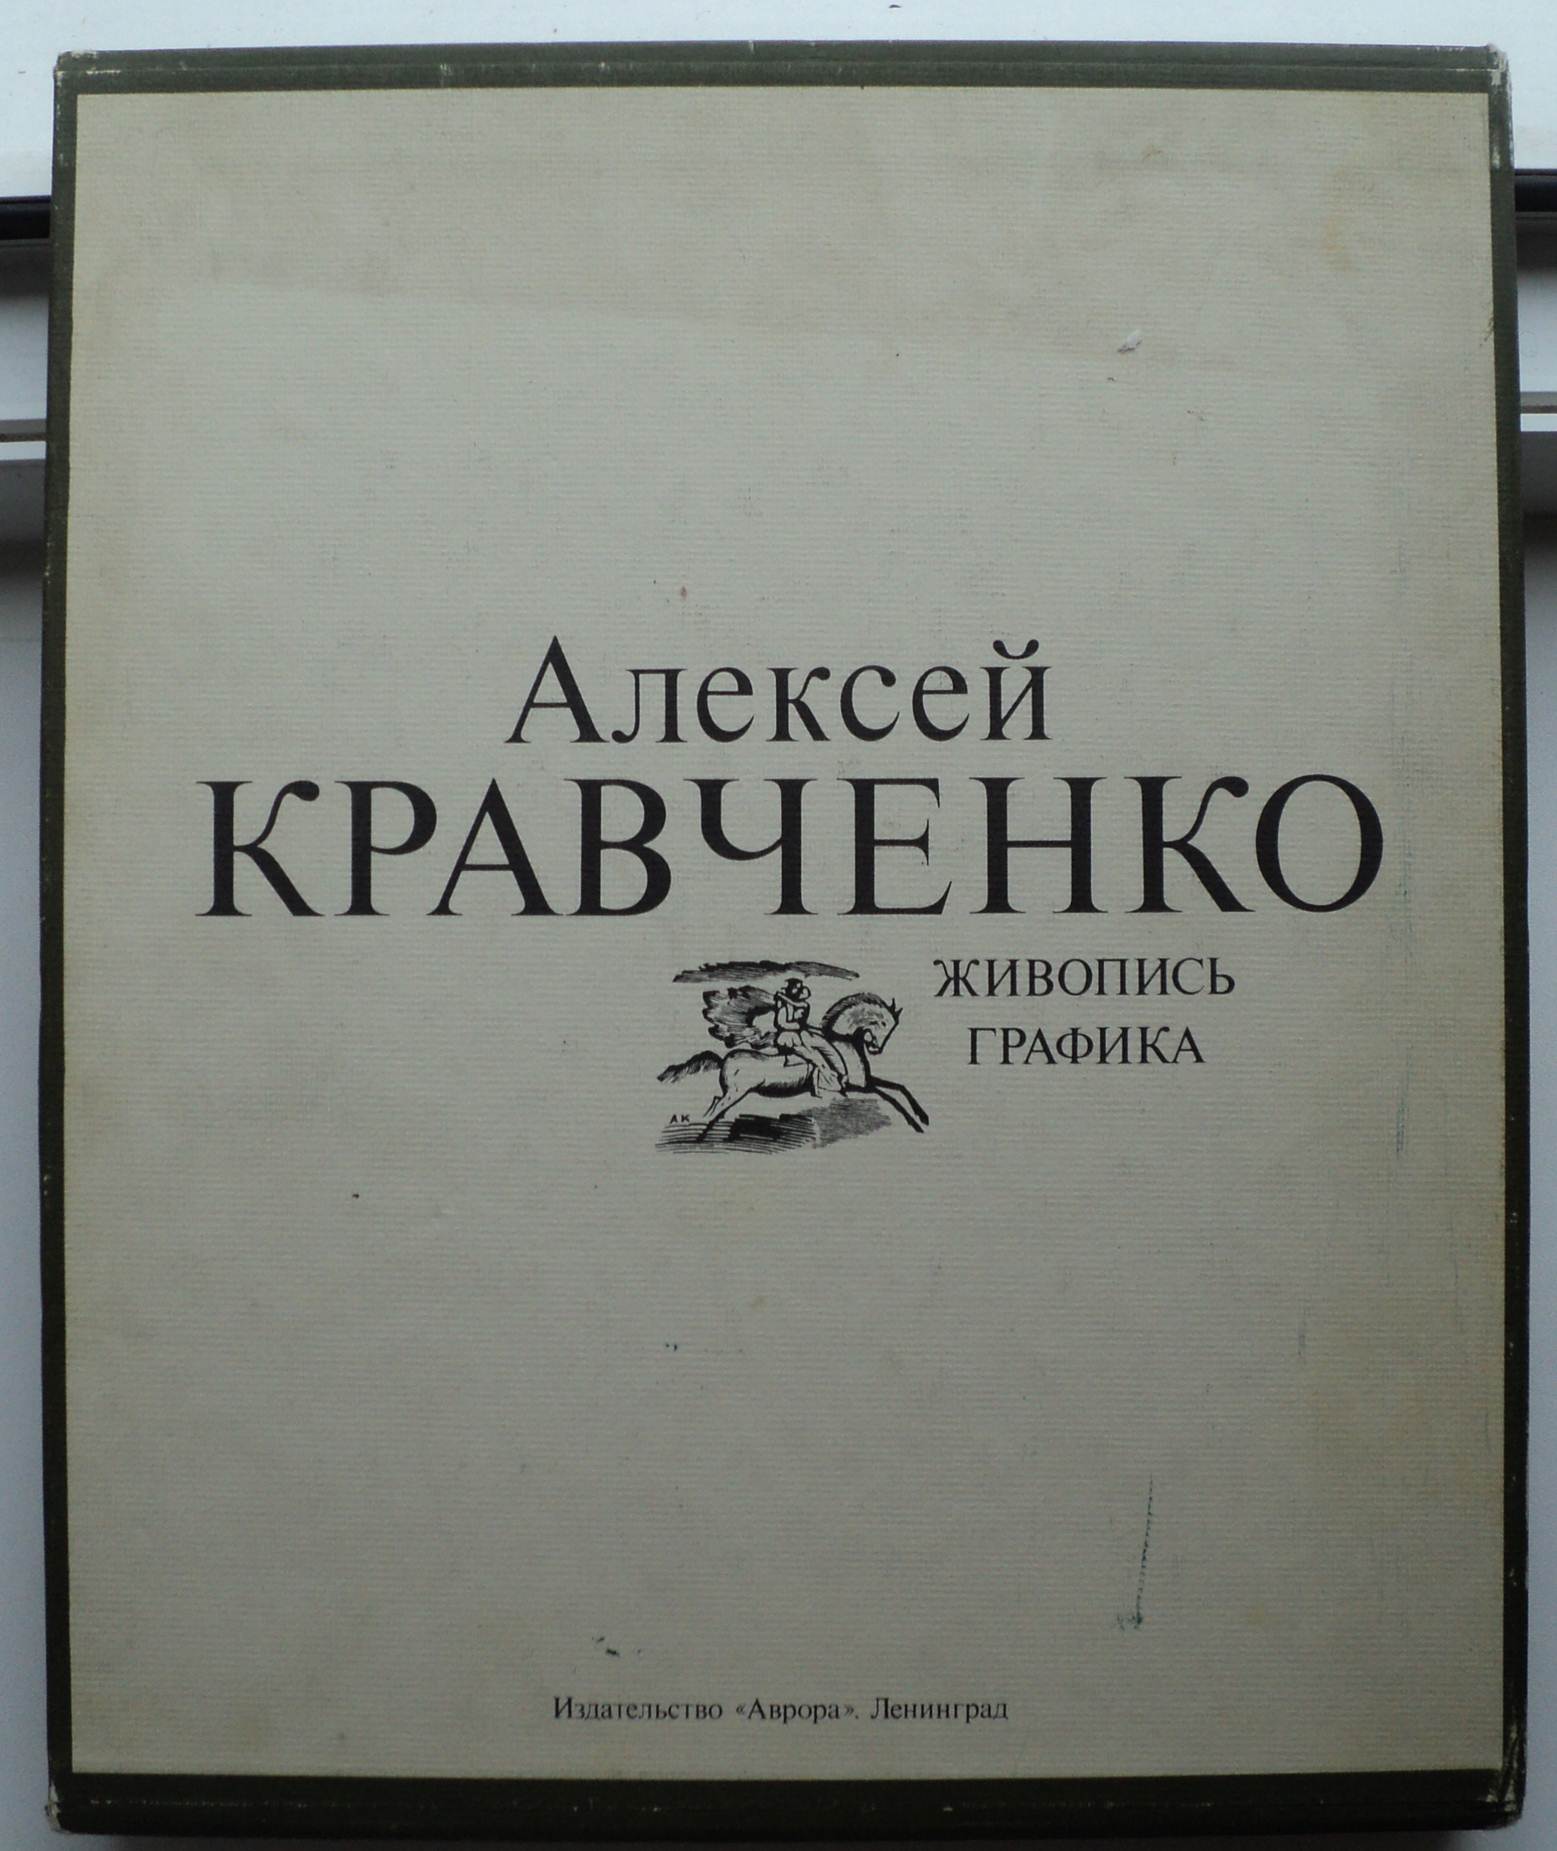 Алексей
КРАВЧЕНКО
ЖИВОПИСЬ
ГРАФИКА
АК
Издательство «Аврора». Ленинград